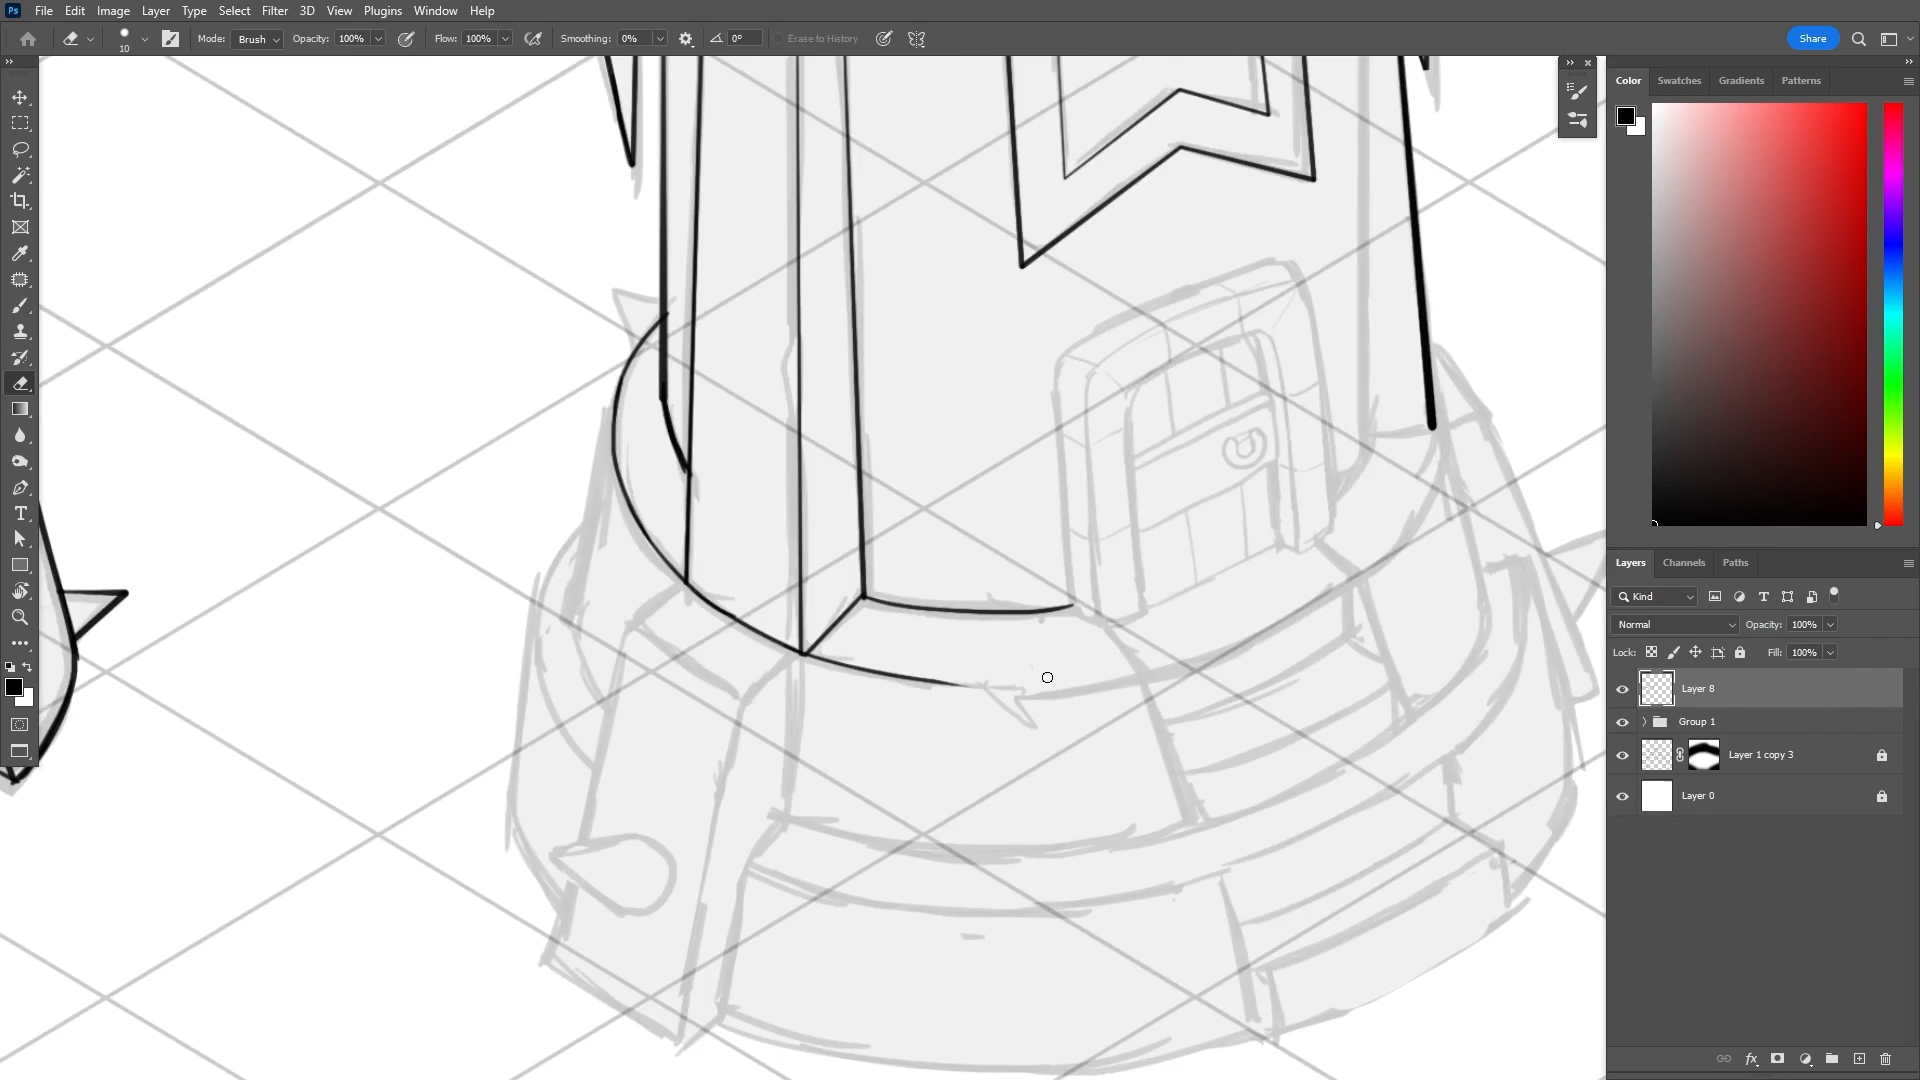 Ps File Edit Image Layer Type Select Filter 3D View Plugins Window Help
10 Mode: Brush Opacity: 100% Flow: 100% Smoothing: 0% 0° Erase to History Share
Color Swatches Gradients Patterns
Layers Channels Paths
Kind
Normal Opacity: 100%
Lock: Fill: 100%
Layer 8
Group 1
Layer 1 copy 3
Layer 0